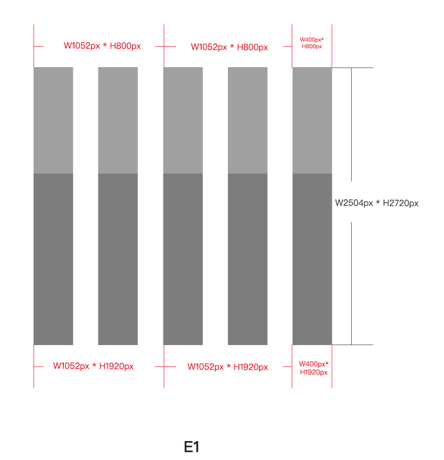 W1052px * H800px
W1052px * H800px
W400px*
H800px
W2504px * H2720px
W1052px * H1920px
W1052px * H1920px
W400px*
H1920px
E1